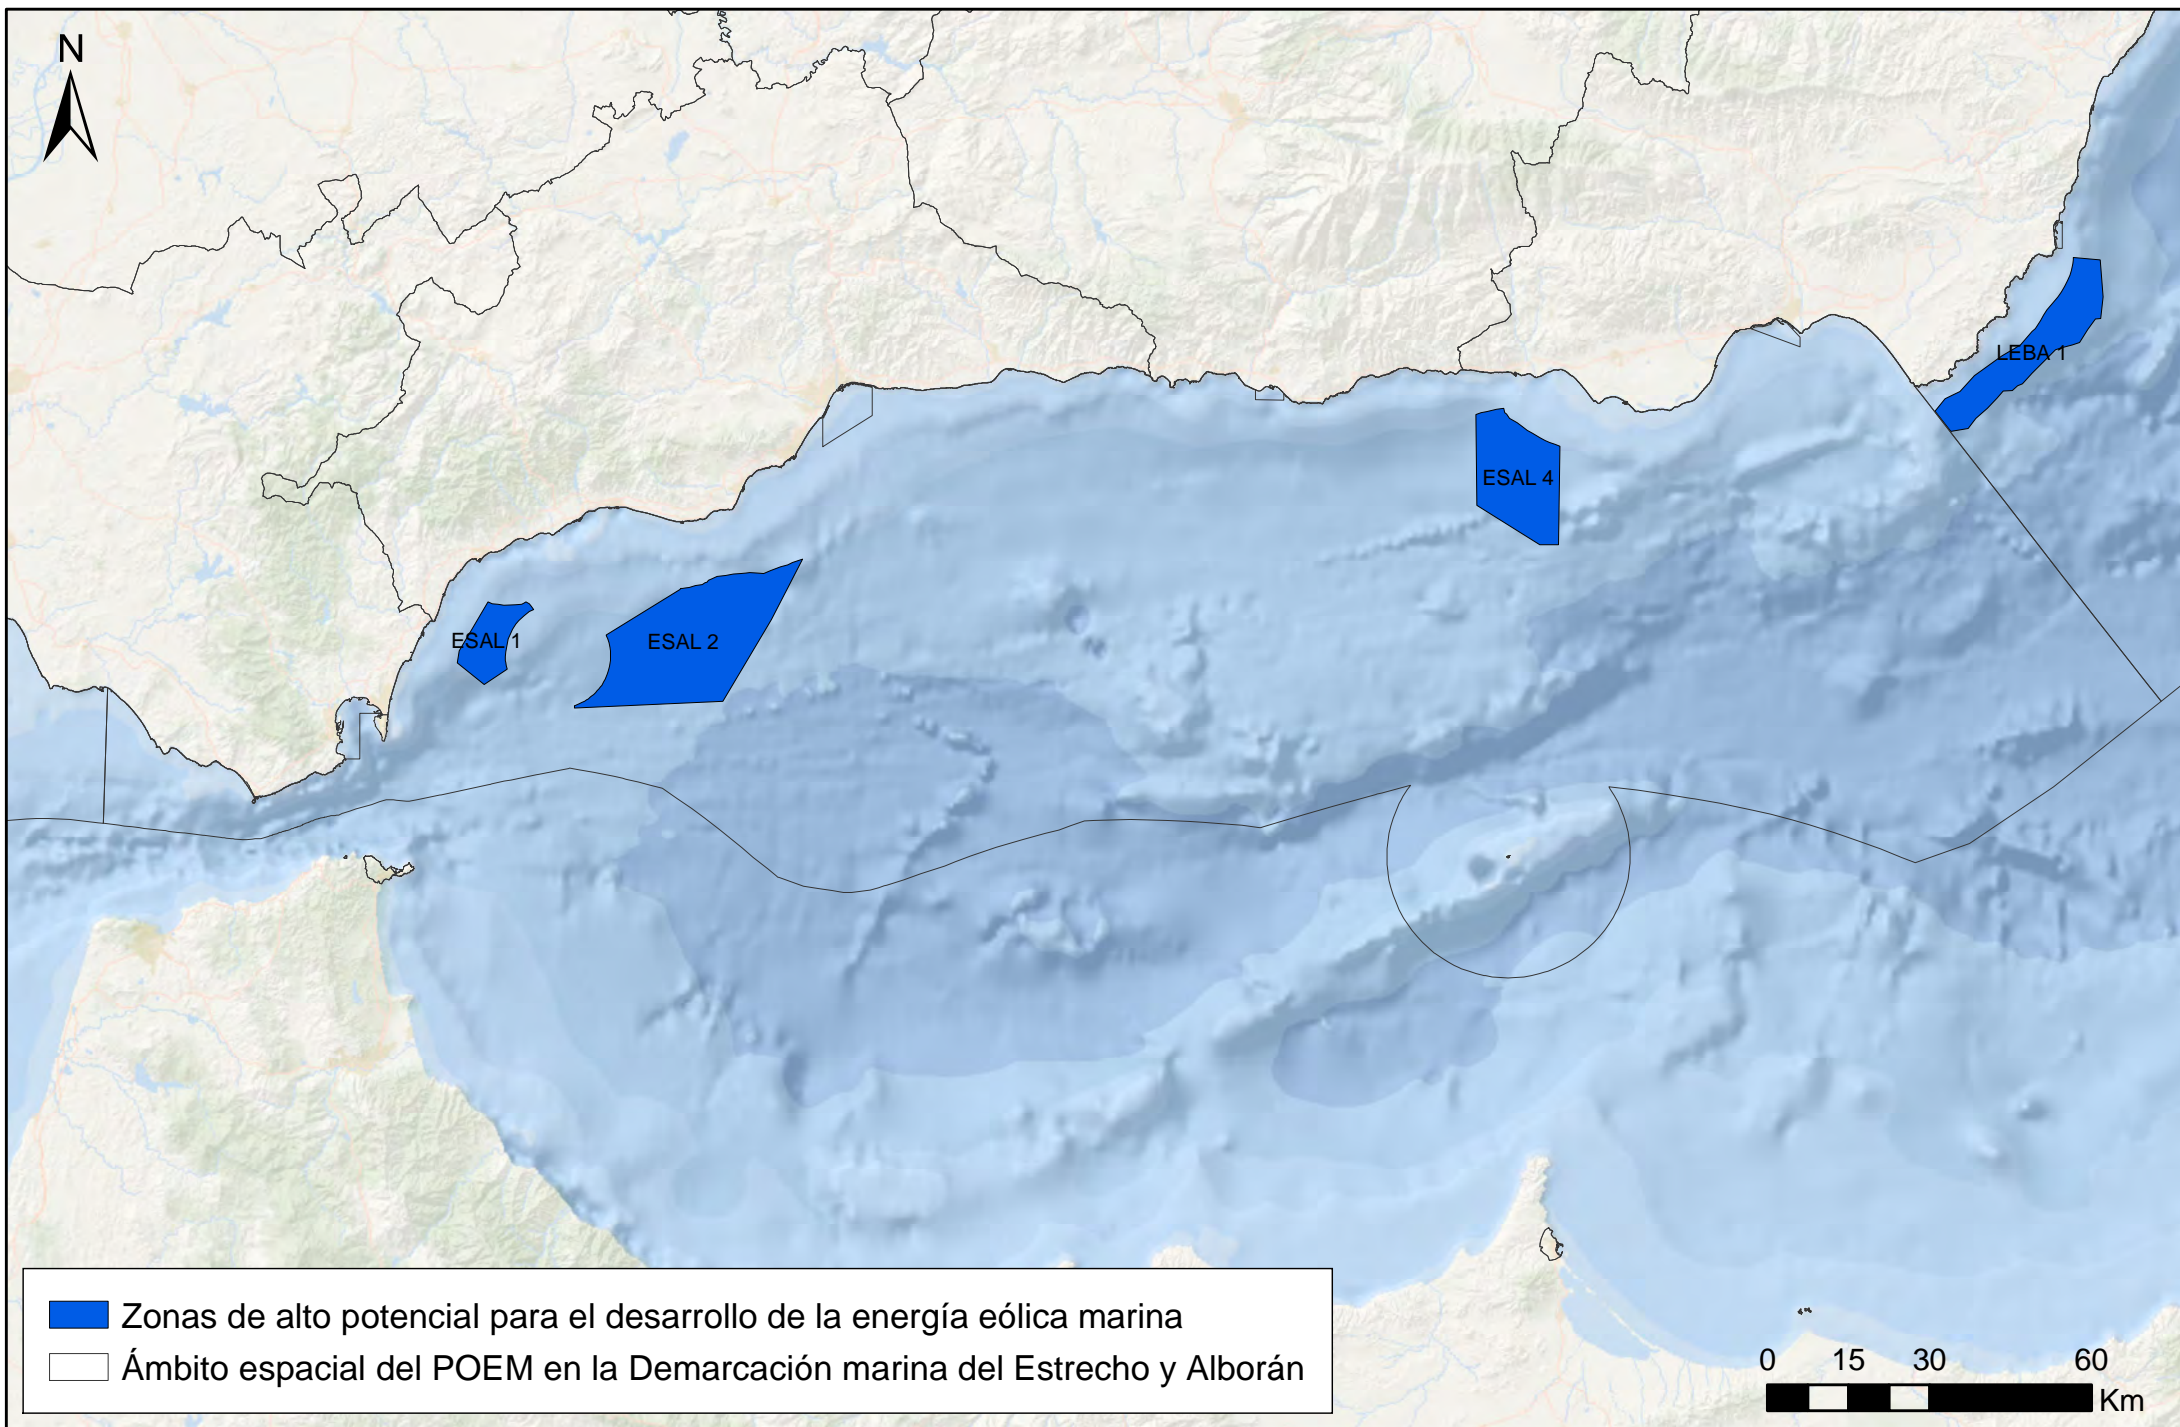 N
LEBA 1
ESAL 4
ESAL 1
ESAL 2
Zonas de alto potencial para el desarrollo de la energía eólica marina
Ámbito espacial del POEM en la Demarcación marina del Estrecho y Alborán
0 15 30 60
Km